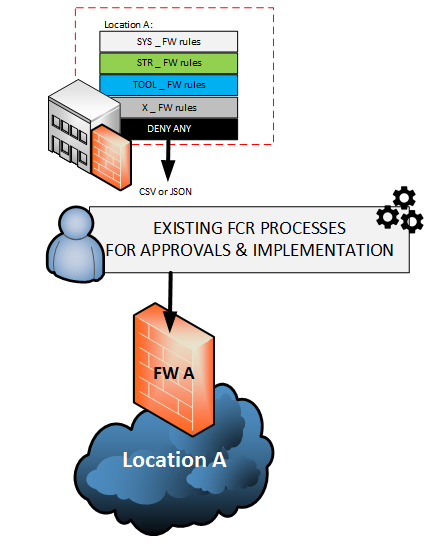 Location A:
SYS _ FW rules
STR _ FW rules
TOOL _ FW rules
X _ FW rules
DENY ANY
CSV or JSON
EXISTING FCR PROCESSES
FOR APPROVALS & IMPLEMENTATION
FW A
Location A